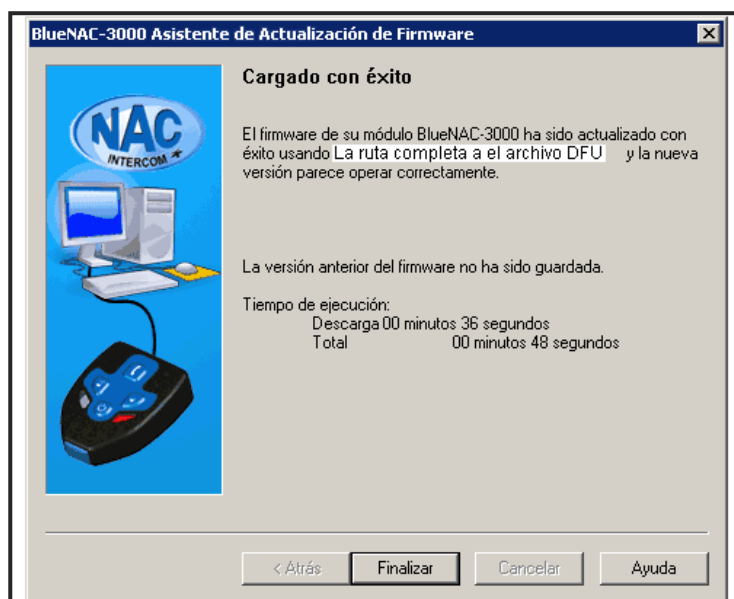 BlueNAC-3000 Asistente de Actualización de Firmware
Cargado con éxito
NAC
INTERCOM
El firmware de su módulo BlueNAC-3000 ha sido actualizado con
éxito usando La ruta completa a el archivo DFU y la nueva
versión parece operar correctamente.
La versión anterior del firmware no ha sido guardada.
Tiempo de ejecución:
Descarga 00 minutos 36 segundos
Total 00 minutos 48 segundos
< Atrás Finalizar Cancelar Ayuda